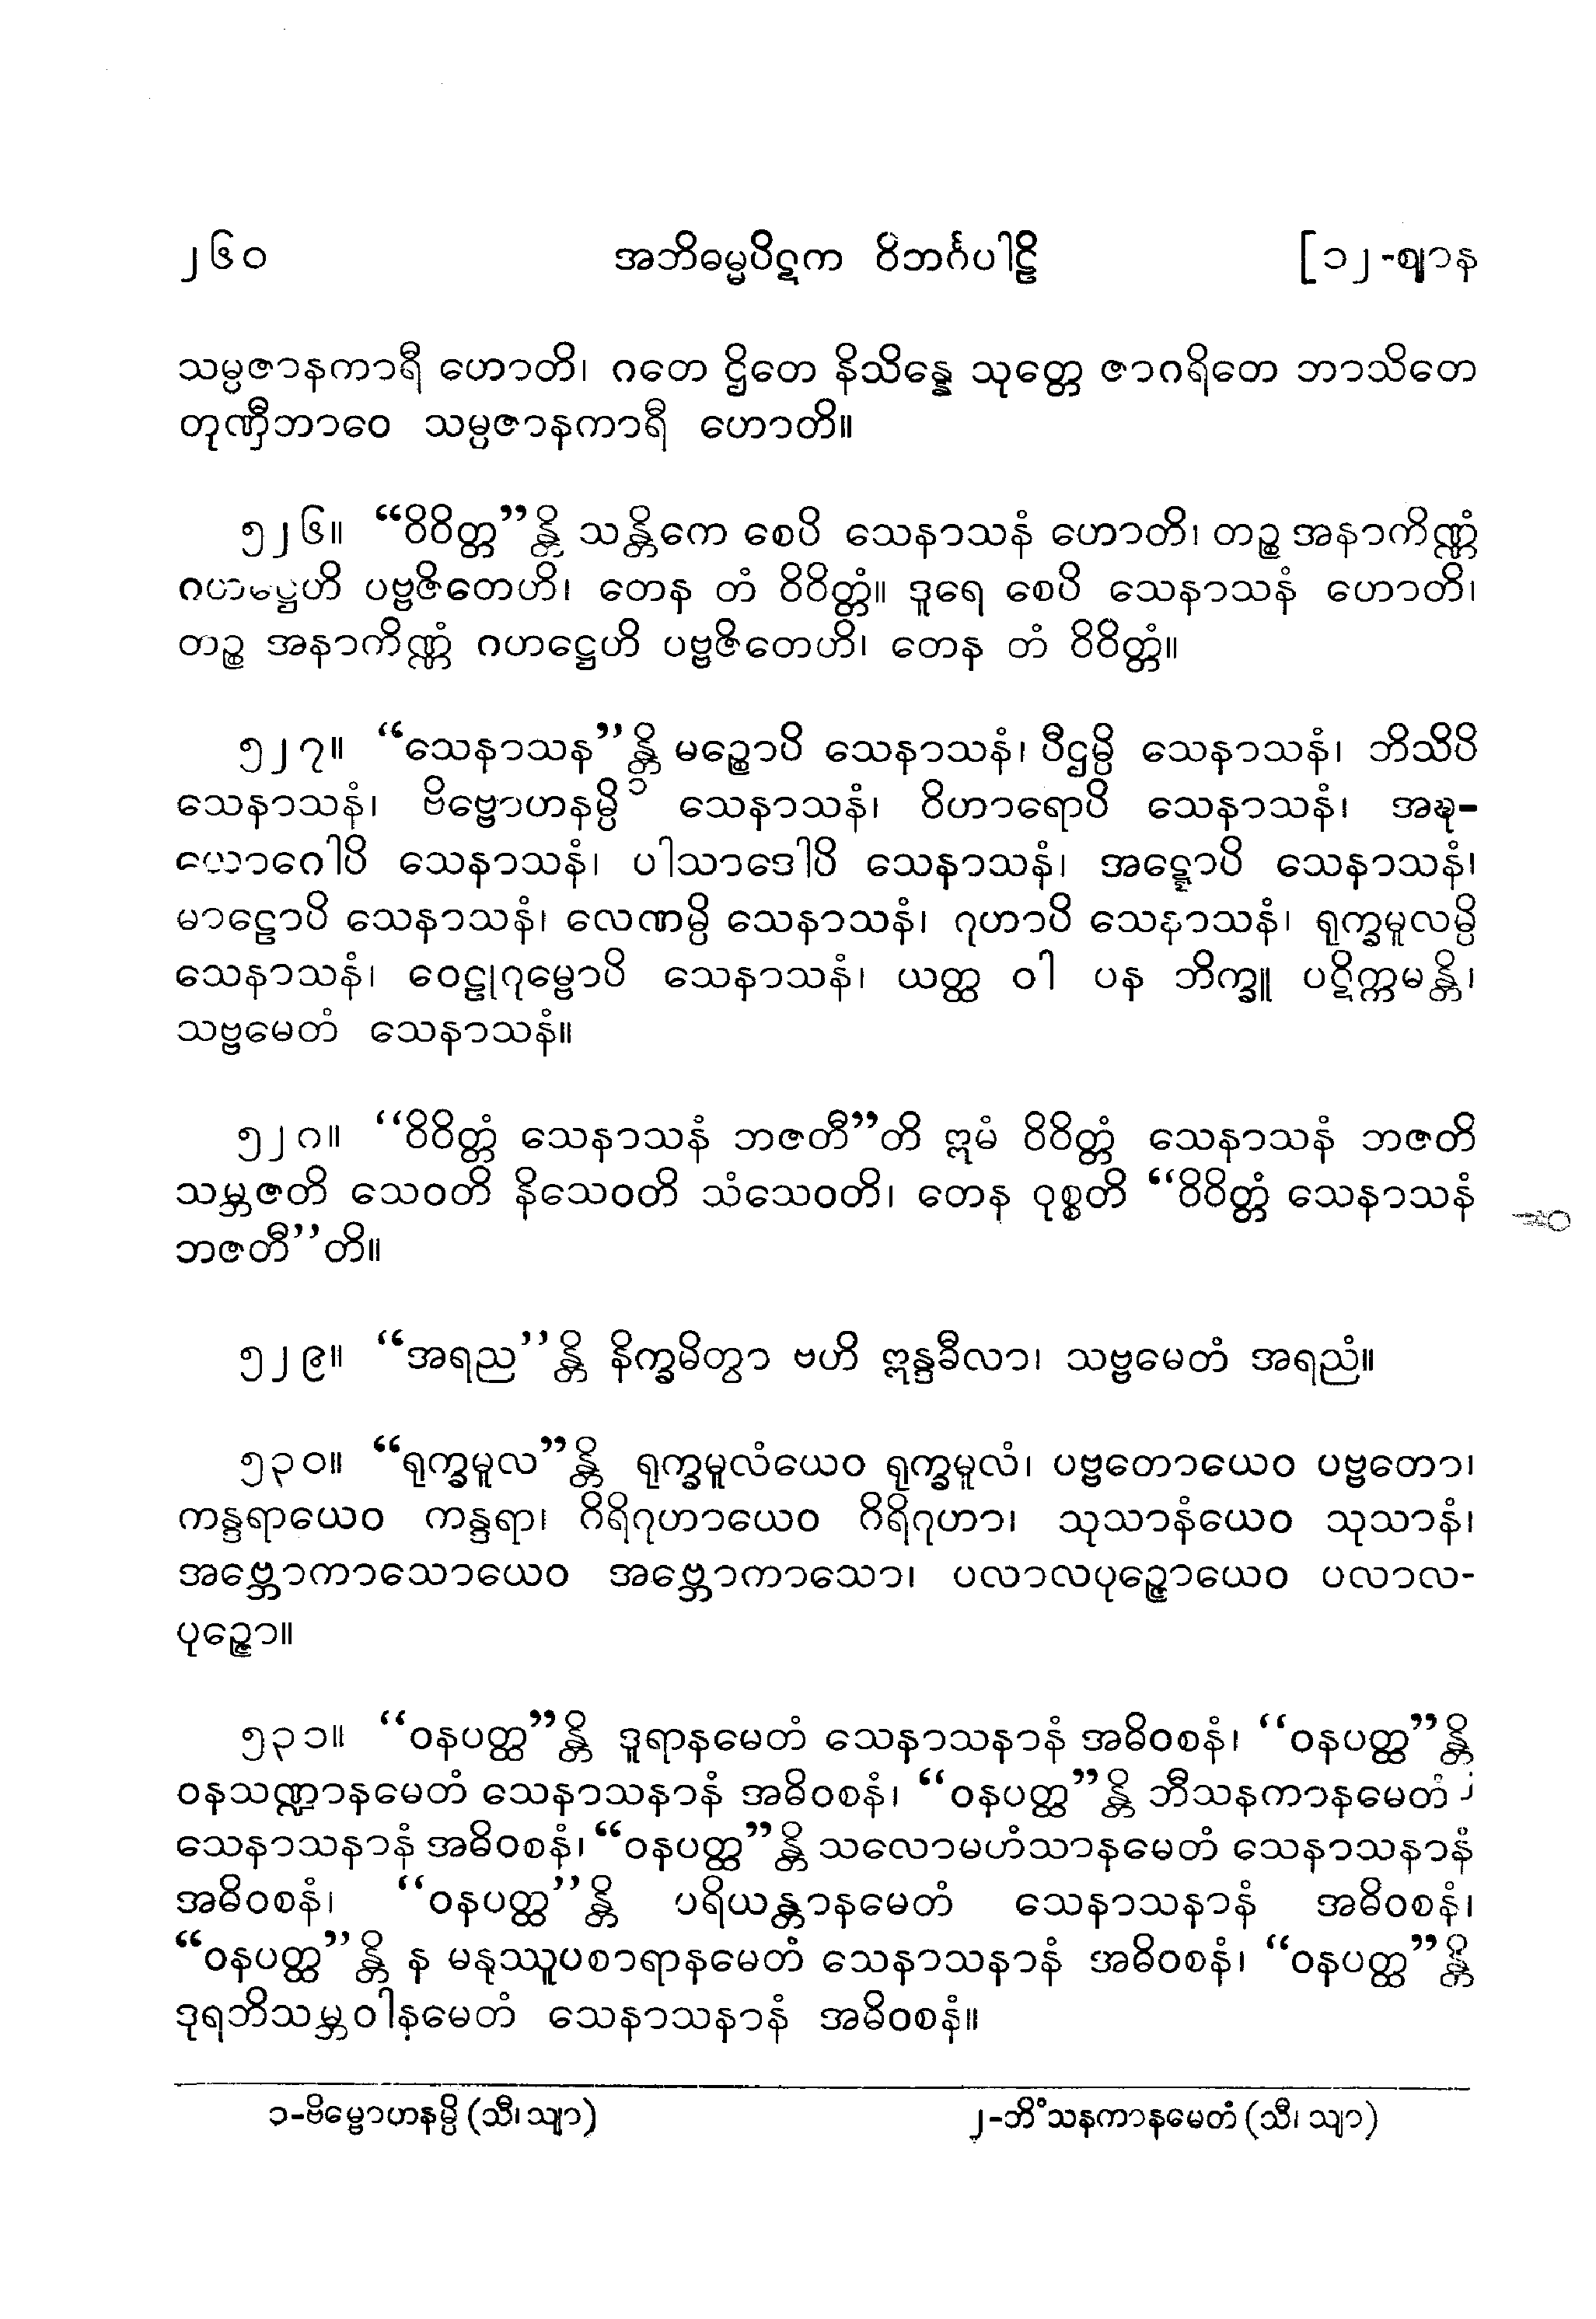 ၂၆၀ အဘိဓမ္မပိဋက ဝိဘင်္ဂပါဠိ [၁၂-ဈာန
သမ္ပဇာနကာရီ ဟောတိ၊ ဂတေ ဌိတေ နိသိန္နေ သုတ္တေ ဇာဂရိတေ ဘာသိတေ
တုဏှီဘာဝေ သမ္ပဇာနကာရီ ဟောတိ။
၅၂၆။ “ဝိဝိတ္တ”န္တိ သန္တိကေ စေပိ သေနာသနံ ဟောတိ၊ တဉ္စ အနာကိဏ္ဏံ
ဂဟဋ္ဌေဟိ ပဗ္ဗဇိတေဟိ၊ တေန တံ ဝိဝိတ္တံ။ ဒူရေ စေပိ သေနာသနံ ဟောတိ၊
တဉ္စ အနာကိဏ္ဏံ ဂဟဋ္ဌေဟိ ပဗ္ဗဇိတေဟိ၊ တေန တံ ဝိဝိတ္တံ။
၅၂၇။ “သေနာသန”န္တိ မဉ္စောပိ သေနာသနံ၊ ပီဌမ္ပိ သေနာသနံ၊ ဘိသိပိ
သေနာသနံ၊ ဗိဗ္ဗောဟနမ္ပိ ၁ သေနာသနံ၊ ဝိဟာရောပိ သေနာသနံ၊ အဍ္ဎ-
ယောဂေါပိ သေနာသနံ၊ ပါသာဒေါပိ သေနာသနံ၊ အဋ္ဋောပိ သေနာသနံ၊
မာဠောပိ သေနာသနံ၊ လေဏမ္ပိ သေနာသနံ၊ ဂုဟာပိ သေနာသနံ၊ ရုက္ခမူလမ္ပိ
သေနာသနံ၊ ဝေဠုဂုမ္ဗောပိ သေနာသနံ၊ ယတ္ထ ဝါ ပန ဘိက္ခူ ပဋိက္ကမန္တိ၊
သဗ္ဗမေတံ သေနာသနံ။
၅၂၈။ “ဝိဝိတ္တံ သေနာသနံ ဘဇတီ”တိ ဣမံ ဝိဝိတ္တံ သေနာသနံ ဘဇတိ
သမ္ဘဇတိ သေဝတိ နိသေဝတိ သံသေဝတိ၊ တေန ဝုစ္စတိ “ဝိဝိတ္တံ သေနာသနံ
ဘဇတီ”တိ။
၅၂၉။ “အရည”န္တိ နိက္ခမိတွာ ဗဟိ ဣန္ဒခီလာ၊ သဗ္ဗမေတံ အရညံ။
၅၃၀။ “ရုက္ခမူလ”န္တိ ရုက္ခမူလံယေဝ ရုက္ခမူလံ၊ ပဗ္ဗတောယေဝ ပဗ္ဗတော၊
ကန္ဒရာယေဝ ကန္ဒရာ၊ ဂိရိဂုဟာယေဝ ဂိရိဂုဟာ၊ သုသာနံယေဝ သုသာနံ၊
အဗ္ဘောကာသောယေဝ အဗ္ဘောကာသော၊ ပလာလပုဉ္ဇောယေဝ ပလာလ-
ပုဉ္ဇော။
၅၃၁။ “ဝနပတ္ထ”န္တိ ဒူရာနမေတံ သေနာသနာနံ အဓိဝစနံ၊ “ဝနပတ္ထ”န္တိ
ဝနသဏ္ဍာနမေတံ သေနာသနာနံ အဓိဝစနံ၊ “ဝနပတ္ထ”န္တိ ဘီသနကာနမေတံ ၂
သေနာသနာနံ အဓိဝစနံ၊ “ဝနပတ္ထ”န္တိ သလောမဟံသာနမေတံ သေနာသနာနံ
အဓိဝစနံ၊ “ဝနပတ္ထ”န္တိ ပရိယန္တာနမေတံ သေနာသနာနံ အဓိဝစနံ၊
“ဝနပတ္ထ”န္တိ န မနုဿူပစာရာနမေတံ သေနာသနာနံ အဓိဝစနံ၊ “ဝနပတ္ထ”န္တိ
ဒုရဘိသမ္ဘဝါနမေတံ သေနာသနာနံ အဓိဝစနံ။
၁-ဗိမ္ဗောဟနမ္ပိ (သီ၊ သျာ) ၂-ဘိံသနကာနမေတံ (သီ၊ သျာ)